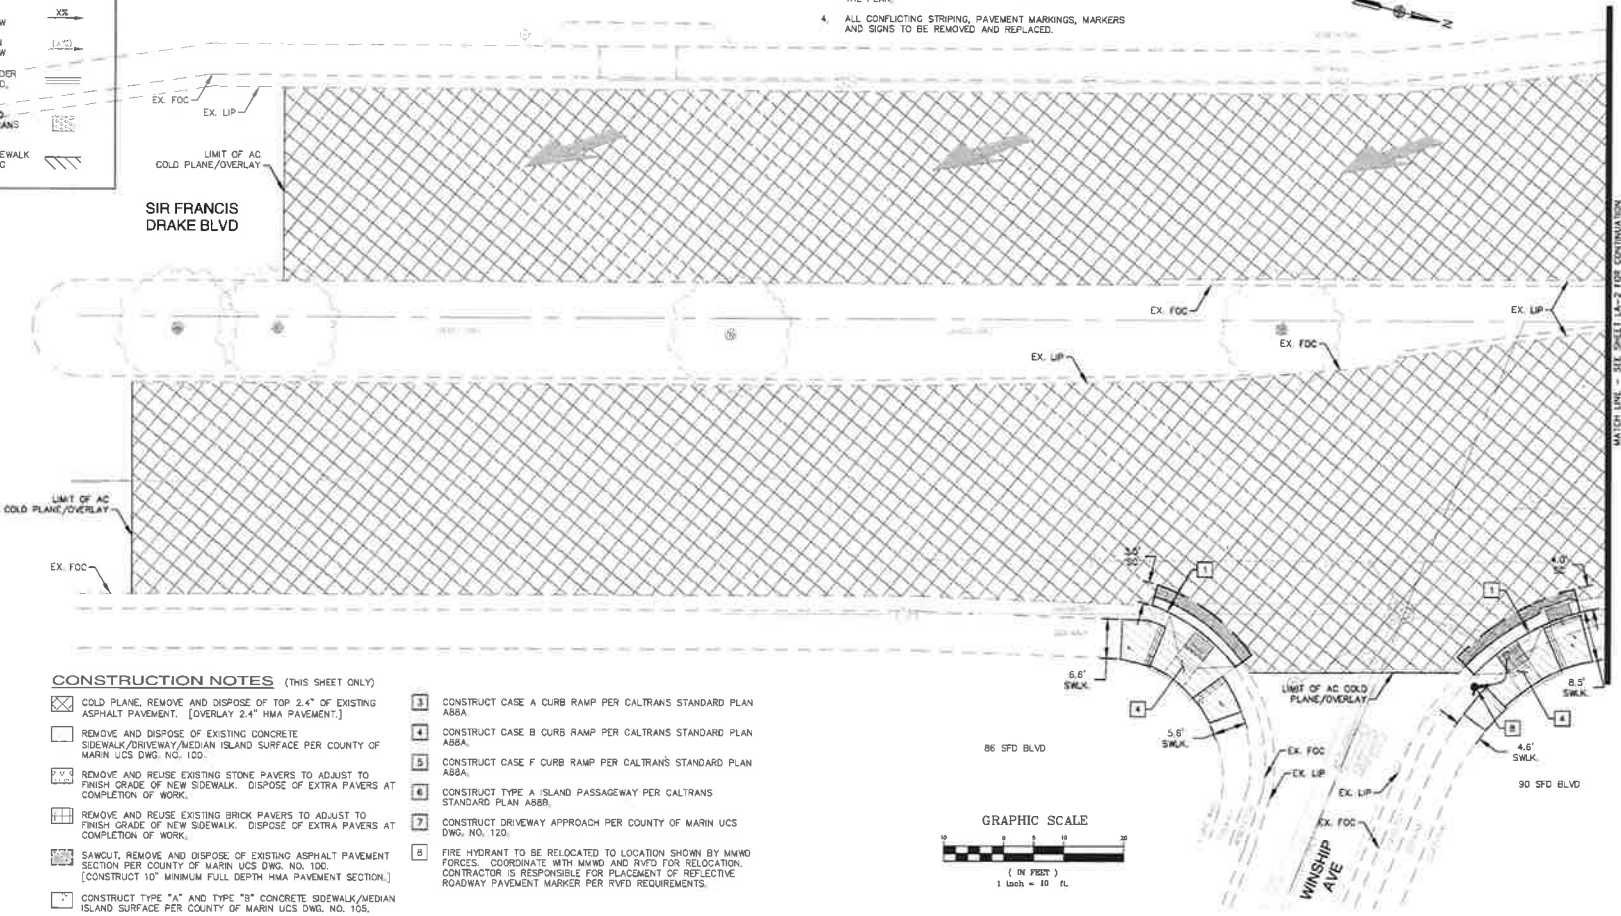 X%
W
(X%)
W
DER
D.
ANS
EWALK
C
4. ALL CONFLICTING STRIPING, PAVEMENT MARKINGS, MARKERS
AND SIGNS TO BE REMOVED AND REPLACED.
N
EX. FOC
EX. LIP
LIMIT OF AC
COLD PLANE/OVERLAY
SIR FRANCIS
DRAKE BLVD
EX. FOC
EX. LIP
EX. FOC
EX. LIP
MATCH LINE - SEE SHEET LA-2 FOR CONTINUATION
LIMIT OF AC
COLD PLANE/OVERLAY
EX. FOC
3.5'
1
4.0'
1
6.6'
SWLK.
4
5.6'
SWLK.
LIMIT OF AC COLD
PLANE/OVERLAY
8.5'
SWLK.
4
8
4.6'
SWLK.
86 SFD BLVD
90 SFD BLVD
EX. FOC
EX. LIP
EX. LIP
EX. FOC
WINSHIP
AVE
CONSTRUCTION NOTES (THIS SHEET ONLY)
COLD PLANE, REMOVE AND DISPOSE OF TOP 2.4" OF EXISTING
ASPHALT PAVEMENT. [OVERLAY 2.4" HMA PAVEMENT.]
REMOVE AND DISPOSE OF EXISTING CONCRETE
SIDEWALK/DRIVEWAY/MEDIAN ISLAND SURFACE PER COUNTY OF
MARIN UCS DWG. NO. 100.
REMOVE AND REUSE EXISTING STONE PAVERS TO ADJUST TO
FINISH GRADE OF NEW SIDEWALK. DISPOSE OF EXTRA PAVERS AT
COMPLETION OF WORK.
REMOVE AND REUSE EXISTING BRICK PAVERS TO ADJUST TO
FINISH GRADE OF NEW SIDEWALK. DISPOSE OF EXTRA PAVERS AT
COMPLETION OF WORK.
SAWCUT, REMOVE AND DISPOSE OF EXISTING ASPHALT PAVEMENT
SECTION PER COUNTY OF MARIN UCS DWG. NO. 100.
[CONSTRUCT 10" MINIMUM FULL DEPTH HMA PAVEMENT SECTION.]
CONSTRUCT TYPE "A" AND TYPE "B" CONCRETE SIDEWALK/MEDIAN
ISLAND SURFACE PER COUNTY OF MARIN UCS DWG. NO. 105.
3 CONSTRUCT CASE A CURB RAMP PER CALTRANS STANDARD PLAN
A88A.
4 CONSTRUCT CASE B CURB RAMP PER CALTRANS STANDARD PLAN
A88A.
5 CONSTRUCT CASE F CURB RAMP PER CALTRANS STANDARD PLAN
A88A.
6 CONSTRUCT TYPE A ISLAND PASSAGEWAY PER CALTRANS
STANDARD PLAN A88B.
7 CONSTRUCT DRIVEWAY APPROACH PER COUNTY OF MARIN UCS
DWG. NO. 120.
8 FIRE HYDRANT TO BE RELOCATED TO LOCATION SHOWN BY MMWD
FORCES. COORDINATE WITH MMWD AND RVFD FOR RELOCATION.
CONTRACTOR IS RESPONSIBLE FOR PLACEMENT OF REFLECTIVE
ROADWAY PAVEMENT MARKER PER RVFD REQUIREMENTS.
GRAPHIC SCALE
10 0 5 10 20
( IN FEET )
1 inch = 10 ft.